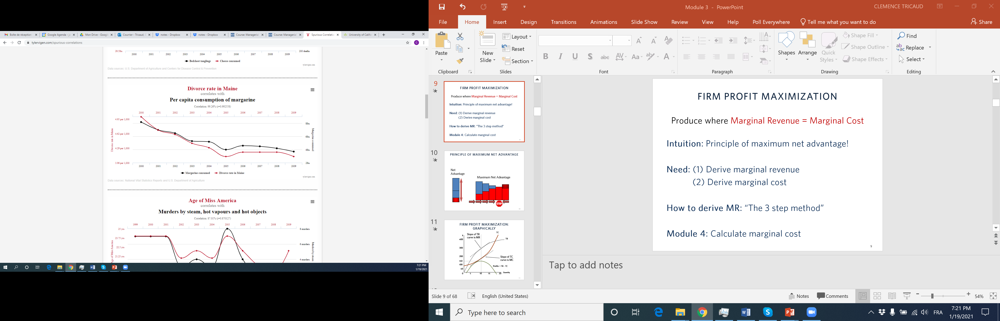 Boîte de réception
Google Agenda - ja
Mon Drive - Google
Courrier - Tricaud, C
notes - Dropbox
notes - Dropbox
Course: Managerial
Course: Managerial
Spurious Correlatio
University of Califor
tylervigen.com/spurious-correlations
28.5lbs
200 deaths
2000 2001 2002 2003 2004 2005 2006 2007 2008 2009
Bedsheet tanglings Cheese consumed
tylervigen.com
Data sources: U.S. Department of Agriculture and Centers for Disease Control & Prevention
Divorce rate in Maine
correlates with
Per capita consumption of margarine
Correlation: 99.26% (r=0.992558)
2000 2001 2002 2003 2004 2005 2006 2007 2008 2009
4.95 per 1,000
8lbs
4.62 per 1,000
6lbs
4.29 per 1,000
4lbs
3.96 per 1,000
2lbs
Divorce rate in Maine
Margarine consumed
2000 2001 2002 2003 2004 2005 2006 2007 2008 2009
Margarine consumed Divorce rate in Maine
tylervigen.com
Data sources: National Vital Statistics Reports and U.S. Department of Agriculture
Age of Miss America
correlates with
Murders by steam, hot vapours and hot objects
Correlation: 87.01% (r=0.870127)
1999 2000 2001 2002 2003 2004 2005 2006 2007 2008 2009
25 yrs
8 murders
23.75 yrs
22.5 yrs
6 murders
21.25 yrs
4 murders
Age of Miss America
Murders by steam
7:21 PM
1/19/2021
Module 3 - PowerPoint
CLEMENCE TRICAUD
File Home Insert Design Transitions Animations Slide Show Review View Help Poll Everywhere Tell me what you want to do Share
Paste
Clipboard
New
Slide
Layout
Reset
Section
Slides
B I U S abc AV Aa A
Font
Paragraph
Shapes
Arrange
Quick
Styles
Shape Fill
Shape Outline
Shape Effects
Drawing
Find
Replace
Select
Editing
9
FIRM PROFIT MAXIMIZATION
Produce where Marginal Revenue = Marginal Cost
Intuition: Principle of maximum net advantage!
Need: (1) Derive marginal revenue
(2) Derive marginal cost
How to derive MR: "The 3 step method"
Module 4: Calculate marginal cost
10
PRINCIPLE OF MAXIMUM NET ADVANTAGE
Net
Advantage
Maximum Net Advantage
STOP
11
FIRM PROFIT MAXIMIZATION:
GRAPHICALLY
$
400
300
200
150
100
50
0 5 10 15 20 Quantity
Slope of TR
curve is MR
TC
TR
Slope of TC
curve is MC
Profits = TR - TC
FIRM PROFIT MAXIMIZATION
Produce where Marginal Revenue = Marginal Cost
Intuition: Principle of maximum net advantage!
Need: (1) Derive marginal revenue
(2) Derive marginal cost
How to derive MR: “The 3 step method”
Module 4: Calculate marginal cost
9
Tap to add notes
Slide 9 of 68
English (United States)
Notes
Comments
54%
Type here to search
FRA
7:21 PM
1/19/2021